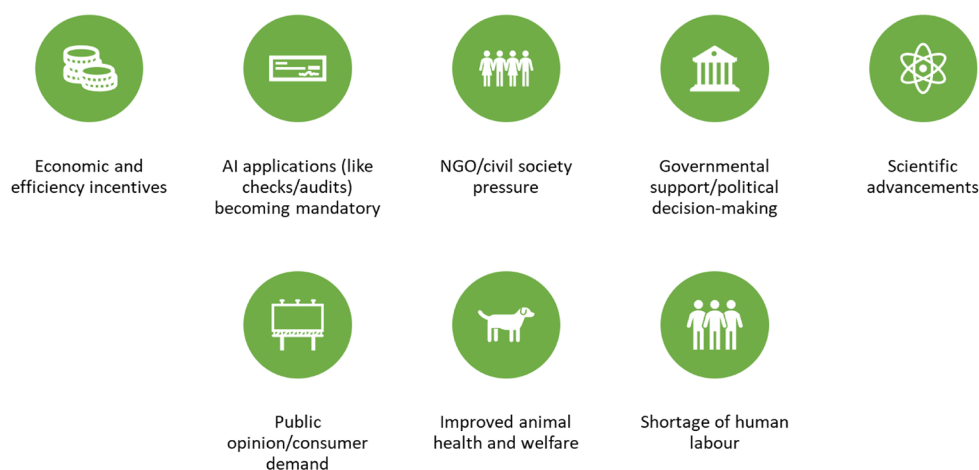 Economic and
efficiency incentives
AI applications (like
checks/audits)
becoming mandatory
NGO/civil society
pressure
Governmental
support/political
decision-making
Scientific
advancements
Public
opinion/consumer
demand
Improved animal
health and welfare
Shortage of human
labour